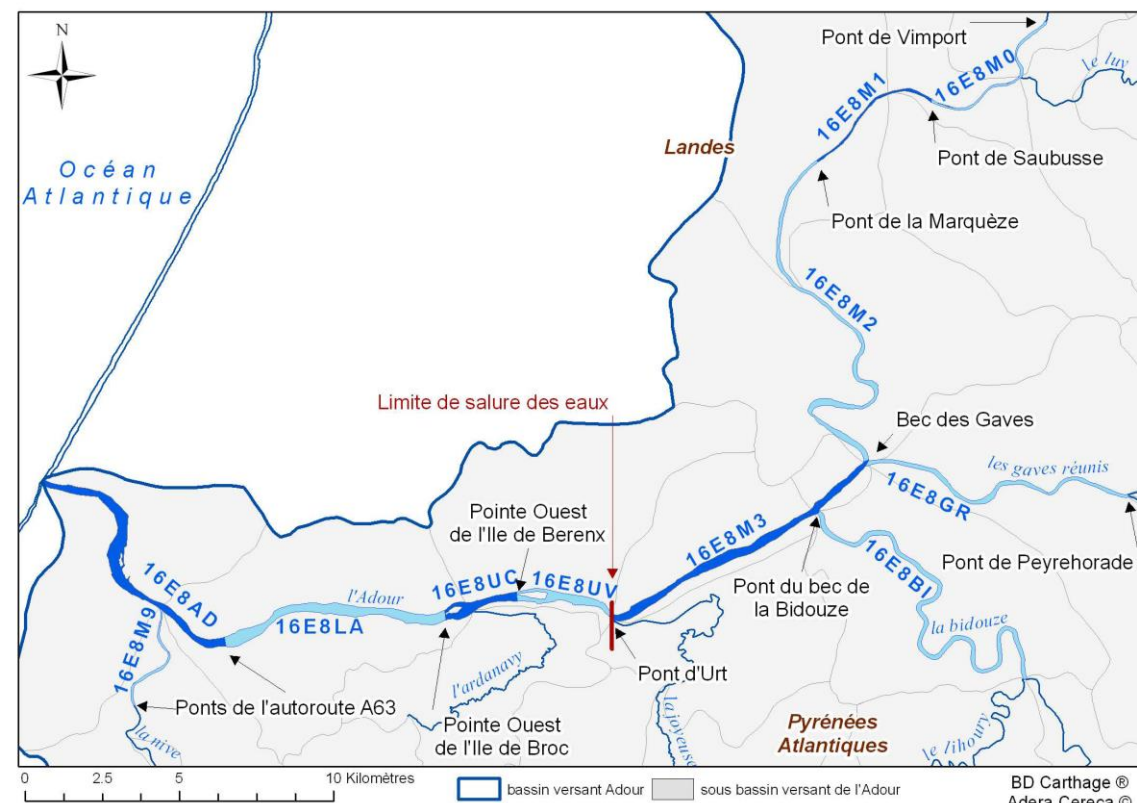 N
Pont de Vimport
le luy
16E8M0
16E8M1
Océan
Atlantique
Landes
Pont de Saubusse
Pont de la Marquèze
16E8M2
Limite de salure des eaux
Bec des Gaves
les gaves réunis
16E8GR
Pointe Ouest
de l'Ile de Berenx
16E8M3
16E8UC
16E8UV
Pont de Peyrehorade
Pont du bec de
la Bidouze
16E8BI
16E8AD
l'Adour
16E8LA
la bidouze
16E8M9
Pont d'Urt
l'ardanavy
Ponts de l'autoroute A63
Pointe Ouest
de l'Ile de Broc
la nive
la joyeuse
Pyrénées
Atlantiques
le lihoury
0 2.5 5 10 Kilomètres
bassin versant Adour
sous bassin versant de l'Adour
BD Carthage ®
Adera Cereca ©